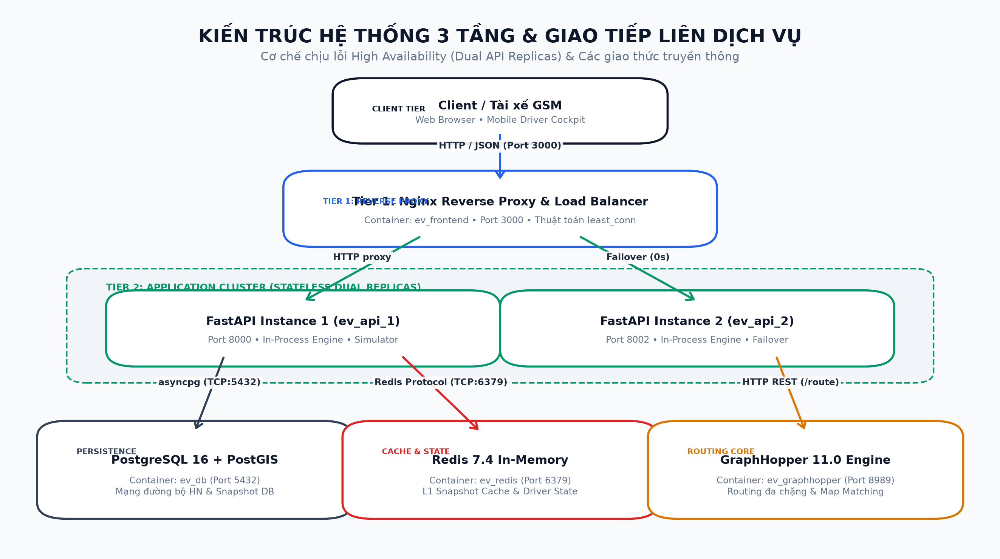 KIẾN TRÚC HỆ THỐNG 3 TẦNG & GIAO TIẾP LIÊN DỊCH VỤ
Cơ chế chịu lỗi High Availability (Dual API Replicas) & Các giao thức truyền thông
CLIENT TIER
Client / Tài xế GSM
Web Browser • Mobile Driver Cockpit
HTTP / JSON (Port 3000)
TIER 1: REVERSE PROXY
Tier 1: Nginx Reverse Proxy & Load Balancer
Container: ev_frontend • Port 3000 • Thuật toán least_conn
HTTP proxy
Failover (0s)
TIER 2: APPLICATION CLUSTER (STATELESS DUAL REPLICAS)
FastAPI Instance 1 (ev_api_1)
Port 8000 • In-Process Engine • Simulator
FastAPI Instance 2 (ev_api_2)
Port 8002 • In-Process Engine • Failover
asyncpg (TCP:5432)
Redis Protocol (TCP:6379)
HTTP REST (/route)
PERSISTENCE
PostgreSQL 16 + PostGIS
Container: ev_db (Port 5432)
Mạng đường bộ HN & Snapshot DB
CACHE & STATE
Redis 7.4 In-Memory
Container: ev_redis (Port 6379)
L1 Snapshot Cache & Driver State
ROUTING CORE
GraphHopper 11.0 Engine
Container: ev_graphhopper (Port 8989)
Routing đa chặng & Map Matching